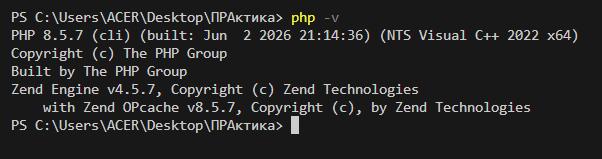 PS C:\Users\ACER\Desktop\ПРАктика> php -v
PHP 8.5.7 (cli) (built: Jun  2 2026 21:14:36) (NTS Visual C++ 2022 x64)
Copyright (c) The PHP Group
Built by The PHP Group
Zend Engine v4.5.7, Copyright (c) Zend Technologies
    with Zend OPcache v8.5.7, Copyright (c), by Zend Technologies
PS C:\Users\ACER\Desktop\ПРАктика>